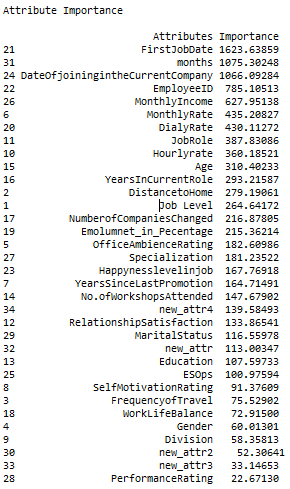 Attribute Importance
Attributes Importance
21 FirstJobDate 1623.63859
31 months 1075.30248
24 DateOfjoiningintheCurrentCompany 1066.09284
22 EmployeeID 785.10513
26 MonthlyIncome 627.95138
6 MonthlyRate 435.20827
20 DialyRate 430.11272
11 JobRole 387.83086
10 Hourlyrate 360.18521
15 Age 310.40233
16 YearsInCurrentRole 293.21587
2 DistancetoHome 279.19061
1 Job Level 264.64172
17 NumberofCompaniesChanged 216.87805
19 Emolumnet_in_Pecentage 215.36214
5 OfficeAmbienceRating 182.60986
27 Specialization 181.23522
23 Happynesslevelinjob 167.76918
7 YearsSinceLastPromotion 164.71491
14 No.ofWorkshopsAttended 147.67902
34 new_attr4 139.58493
12 RelationshipSatisfaction 133.86541
29 MaritalStatus 116.55978
32 new_attr 113.00347
13 Education 107.59733
25 ESOps 100.97594
8 SelfMotivationRating 91.37609
3 FrequencyofTravel 75.52902
18 WorkLifeBalance 72.91500
4 Gender 60.01301
9 Division 58.35813
30 new_attr2 52.30641
33 new_attr3 33.14653
28 PerformanceRating 22.67130